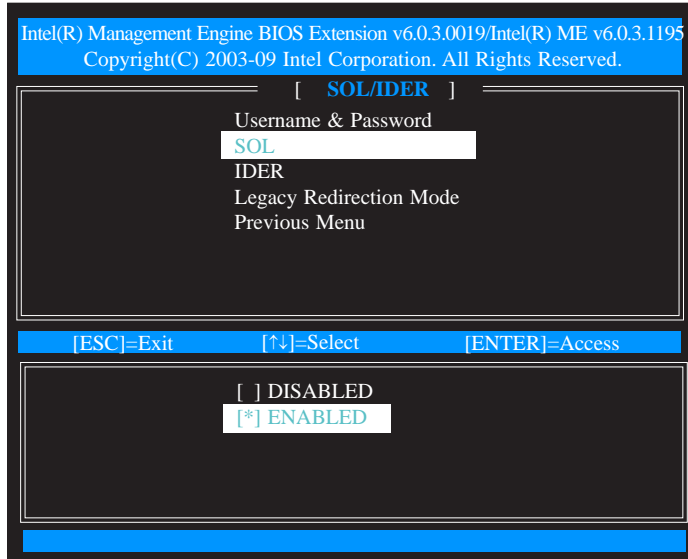 Intel(R) Management Engine BIOS Extension v6.0.3.0019/Intel(R) ME v6.0.3.1195
Copyright(C) 2003-09 Intel Corporation. All Rights Reserved.
[ SOL/IDER ]
Username & Password
SOL
IDER
Legacy Redirection Mode
Previous Menu
[ESC]=Exit [↑↓]=Select [ENTER]=Access
[ ] DISABLED
[*] ENABLED